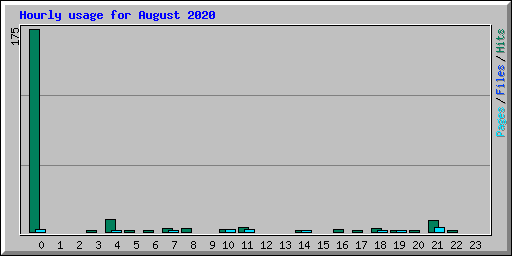 Hourly usage for August 2020
175
Pages/Files/Hits
0 1 2 3 4 5 6 7 8 9 10 11 12 13 14 15 16 17 18 19 20 21 22 23